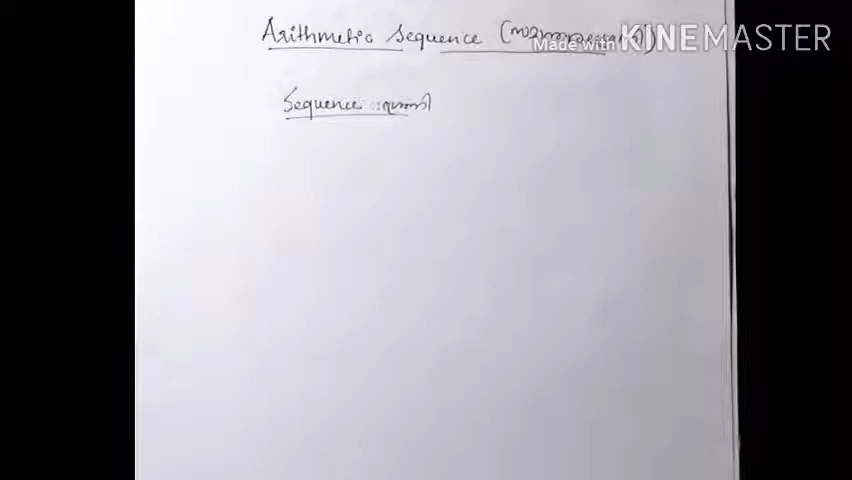 Arithmetic Sequence (
Made with KINEMASTER
Sequence ശ്രേണി